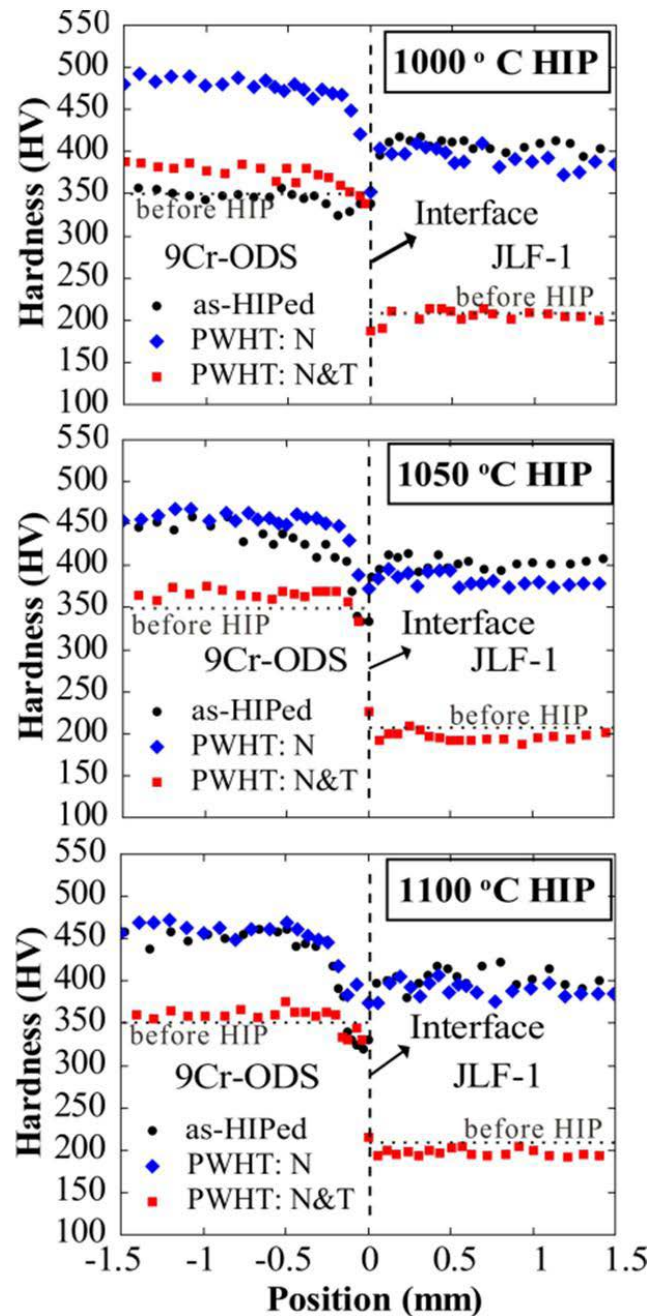 550
1000 ° C HIP
500
450
400
350
before HIP
Interface
300
9Cr-ODS
JLF-1
250
as-HIPed
before HIP
200
PWHT: N
150
PWHT: N&T
100
Hardness (HV)
550
1050 °C HIP
500
450
400
350
before HIP
Interface
300
9Cr-ODS
JLF-1
250
as-HIPed
before HIP
200
PWHT: N
150
PWHT: N&T
100
Hardness (HV)
550
1100 °C HIP
500
450
400
350
before HIP
Interface
300
9Cr-ODS
JLF-1
250
as-HIPed
before HIP
200
PWHT: N
150
PWHT: N&T
100
Hardness (HV)
-1.5 -1 -0.5 0 0.5 1 1.5
Position (mm)